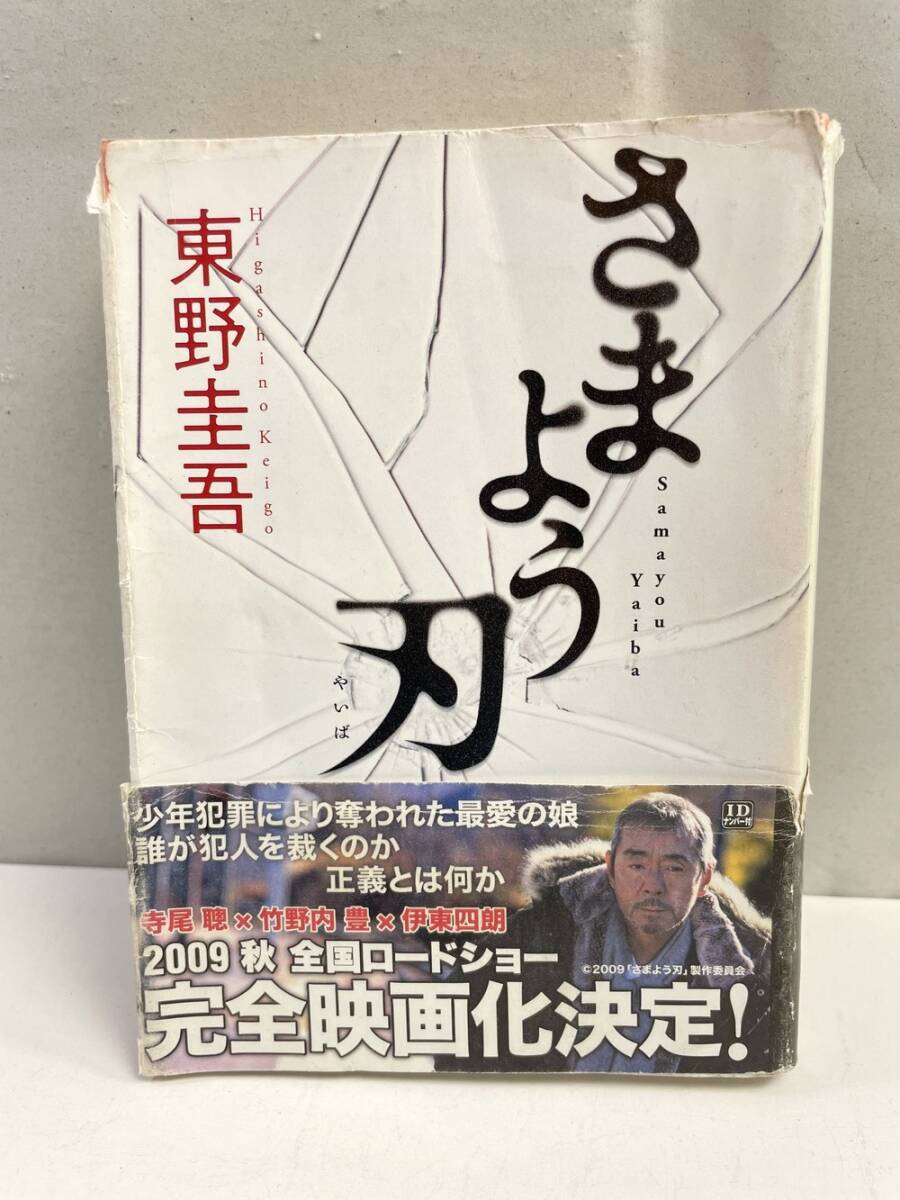 さまよう刃
やいば
Samayou
Yaiba
東野圭吾
Higashino Keigo
少年犯罪により奪われた最愛の娘
誰が犯人を裁くのか
正義とは何か
寺尾 聰×竹野内 豊×伊東四朗
2009 秋 全国ロードショー
完全映画化決定!
©2009「さまよう刃」製作委員会
ID
ナンバー付